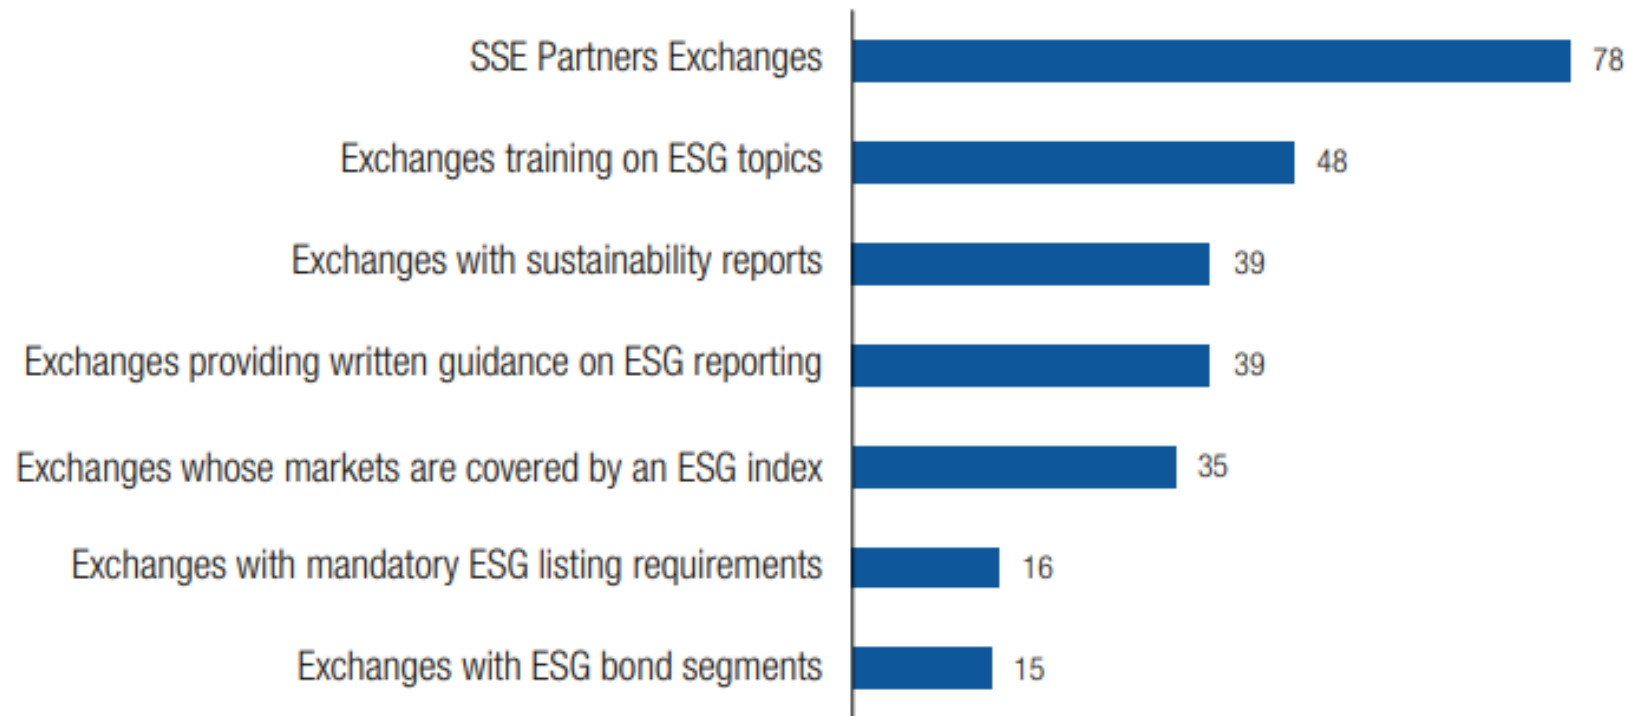 SSE Partners Exchanges 78
Exchanges training on ESG topics 48
Exchanges with sustainability reports 39
Exchanges providing written guidance on ESG reporting 39
Exchanges whose markets are covered by an ESG index 35
Exchanges with mandatory ESG listing requirements 16
Exchanges with ESG bond segments 15